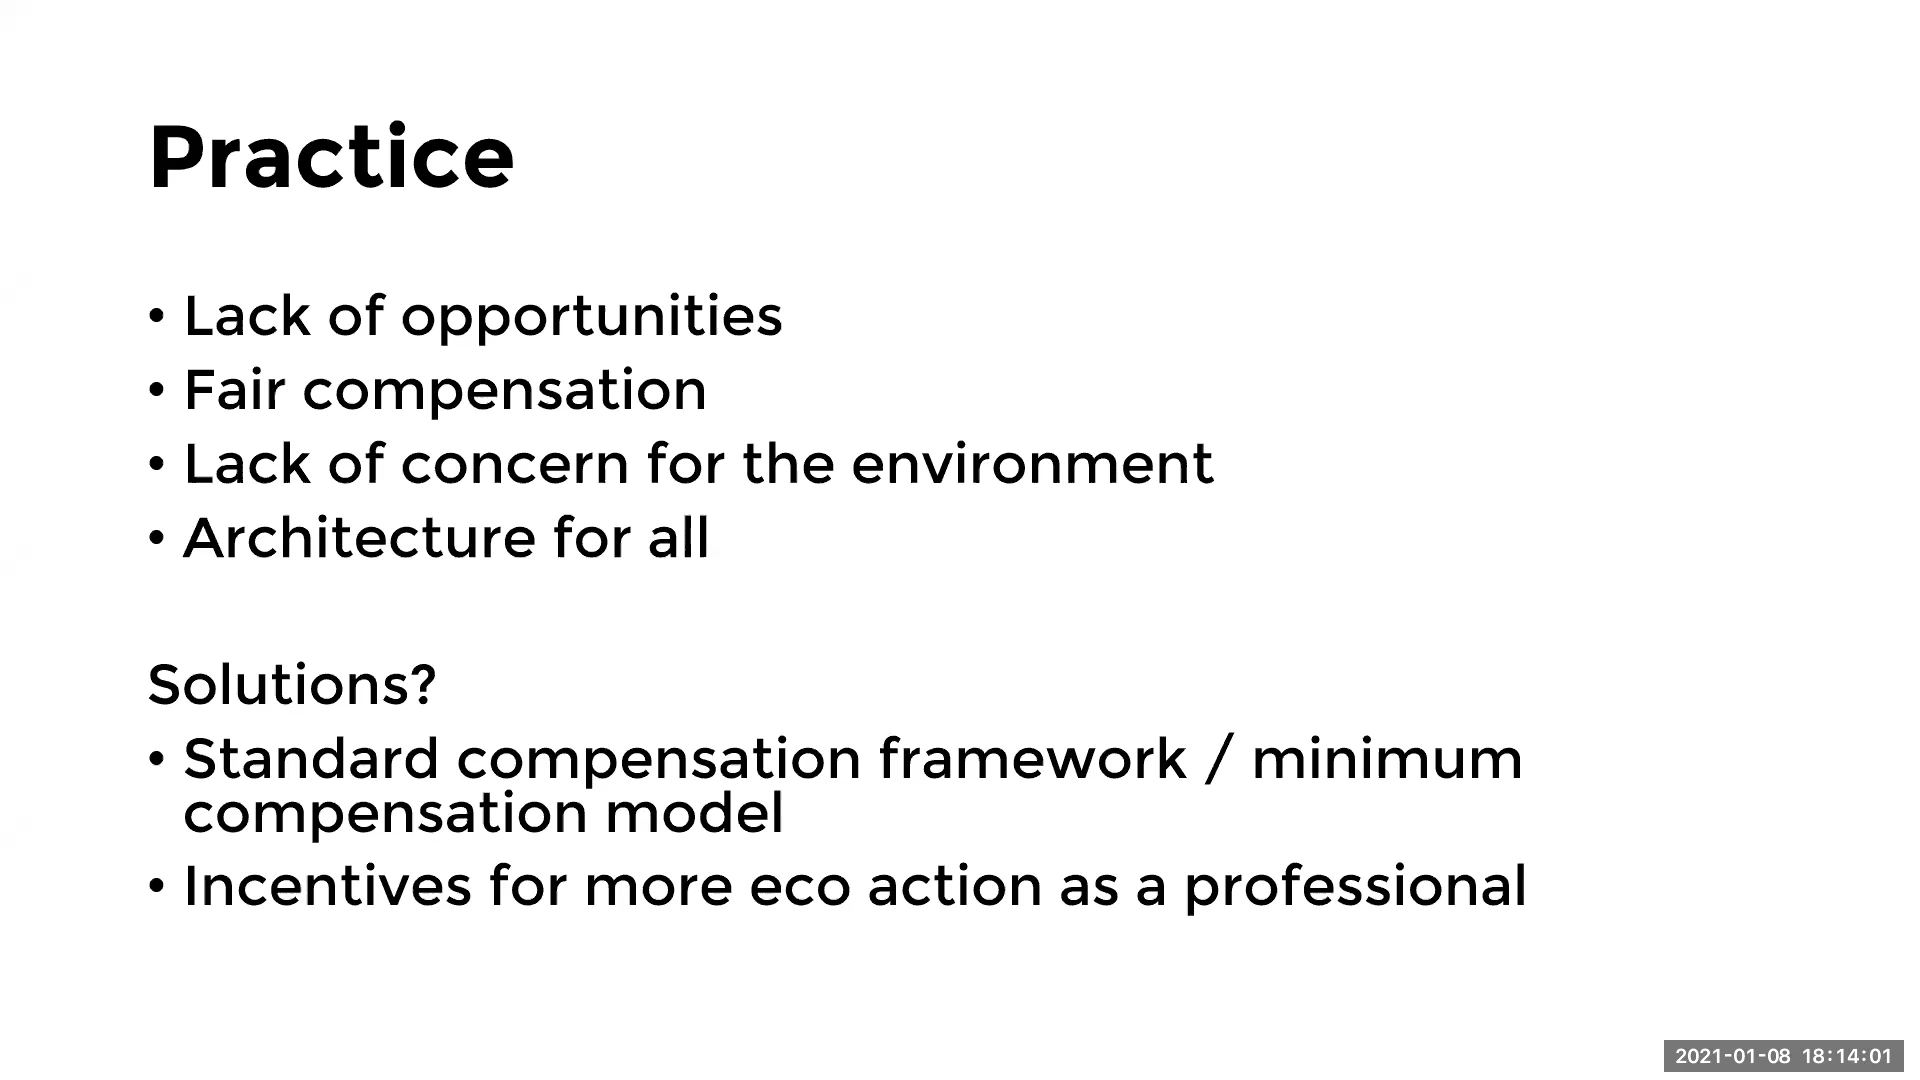 Practice
• Lack of opportunities
• Fair compensation
• Lack of concern for the environment
• Architecture for all
Solutions?
• Standard compensation framework / minimum
compensation model
• Incentives for more eco action as a professional
2021-01-08 18:14:01